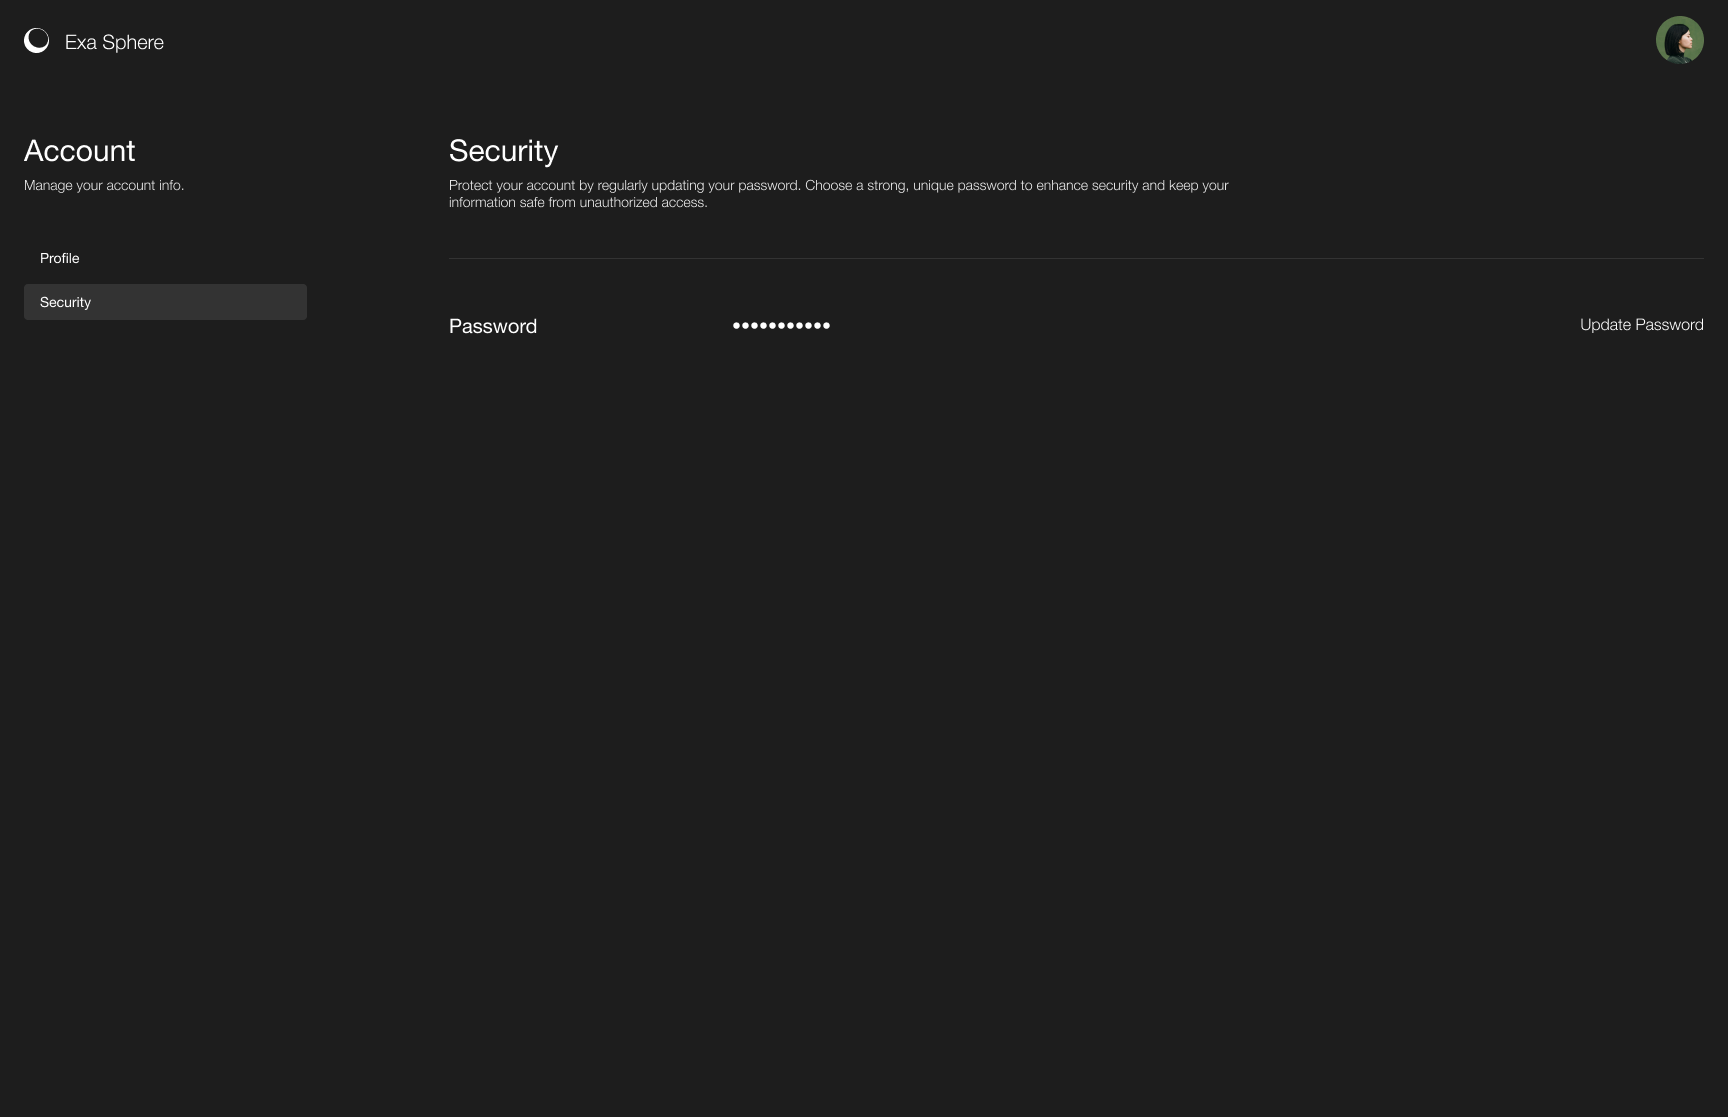 Exa Sphere
Account
Manage your account info.
Profile
Security
Security
Protect your account by regularly updating your password. Choose a strong, unique password to enhance security and keep your
information safe from unauthorized access.
Password
•••••••••••
Update Password